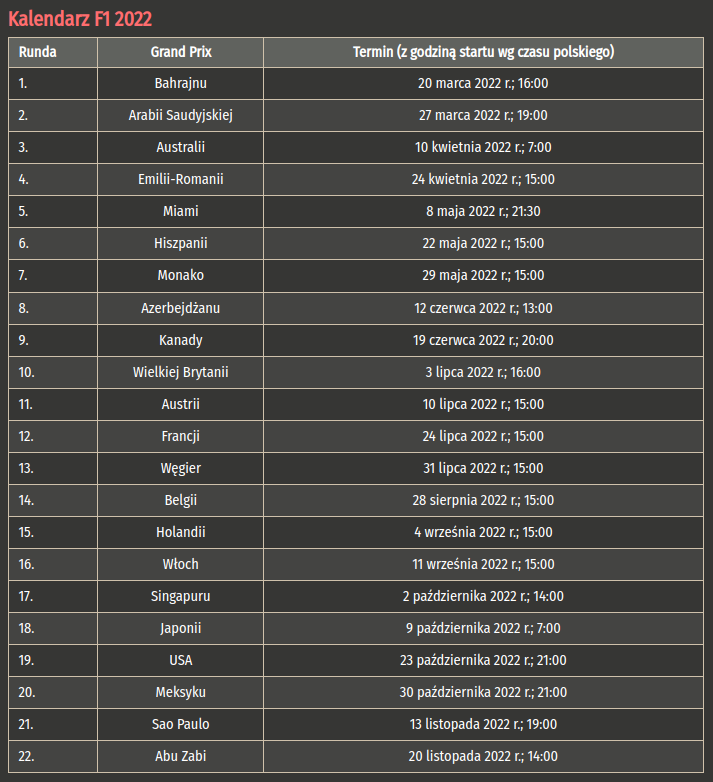 Kalendarz F1 2022
Runda Grand Prix Termin (z godziną startu wg czasu polskiego)
1. Bahrajnu 20 marca 2022 r.; 16:00
2. Arabii Saudyjskiej 27 marca 2022 r.; 19:00
3. Australii 10 kwietnia 2022 r.; 7:00
4. Emilii-Romanii 24 kwietnia 2022 r.; 15:00
5. Miami 8 maja 2022 r.; 21:30
6. Hiszpanii 22 maja 2022 r.; 15:00
7. Monako 29 maja 2022 r.; 15:00
8. Azerbejdżanu 12 czerwca 2022 r.; 13:00
9. Kanady 19 czerwca 2022 r.; 20:00
10. Wielkiej Brytanii 3 lipca 2022 r.; 16:00
11. Austrii 10 lipca 2022 r.; 15:00
12. Francji 24 lipca 2022 r.; 15:00
13. Węgier 31 lipca 2022 r.; 15:00
14. Belgii 28 sierpnia 2022 r.; 15:00
15. Holandii 4 września 2022 r.; 15:00
16. Włoch 11 września 2022 r.; 15:00
17. Singapuru 2 października 2022 r.; 14:00
18. Japonii 9 października 2022 r.; 7:00
19. USA 23 października 2022 r.; 21:00
20. Meksyku 30 października 2022 r.; 21:00
21. Sao Paulo 13 listopada 2022 r.; 19:00
22. Abu Zabi 20 listopada 2022 r.; 14:00